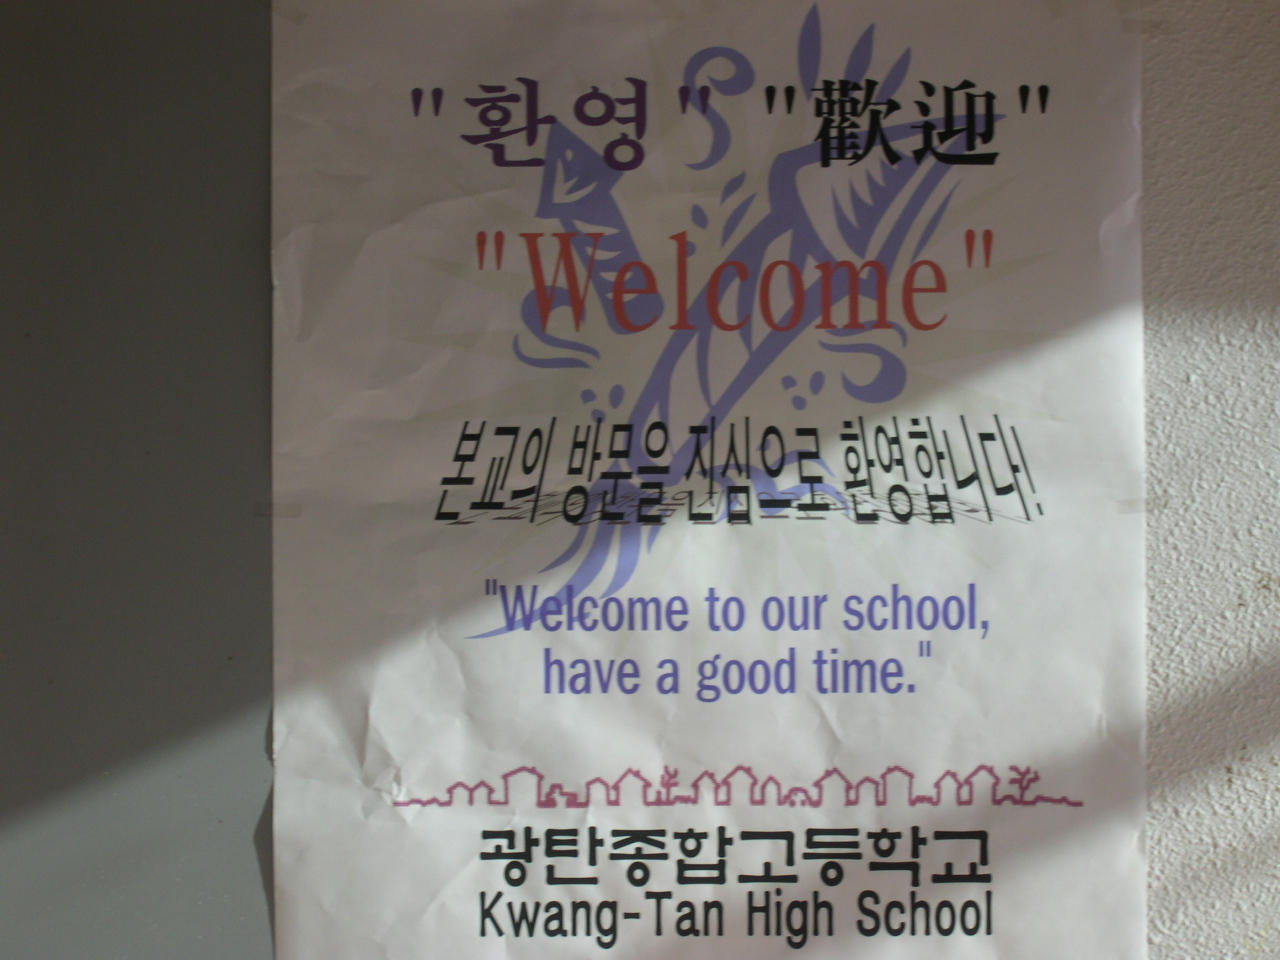 "환영" "歡迎"
"Welcome"
본교의 방문을 진심으로 환영합니다!
"Welcome to our school,
have a good time."
광탄종합고등학교
Kwang-Tan High School